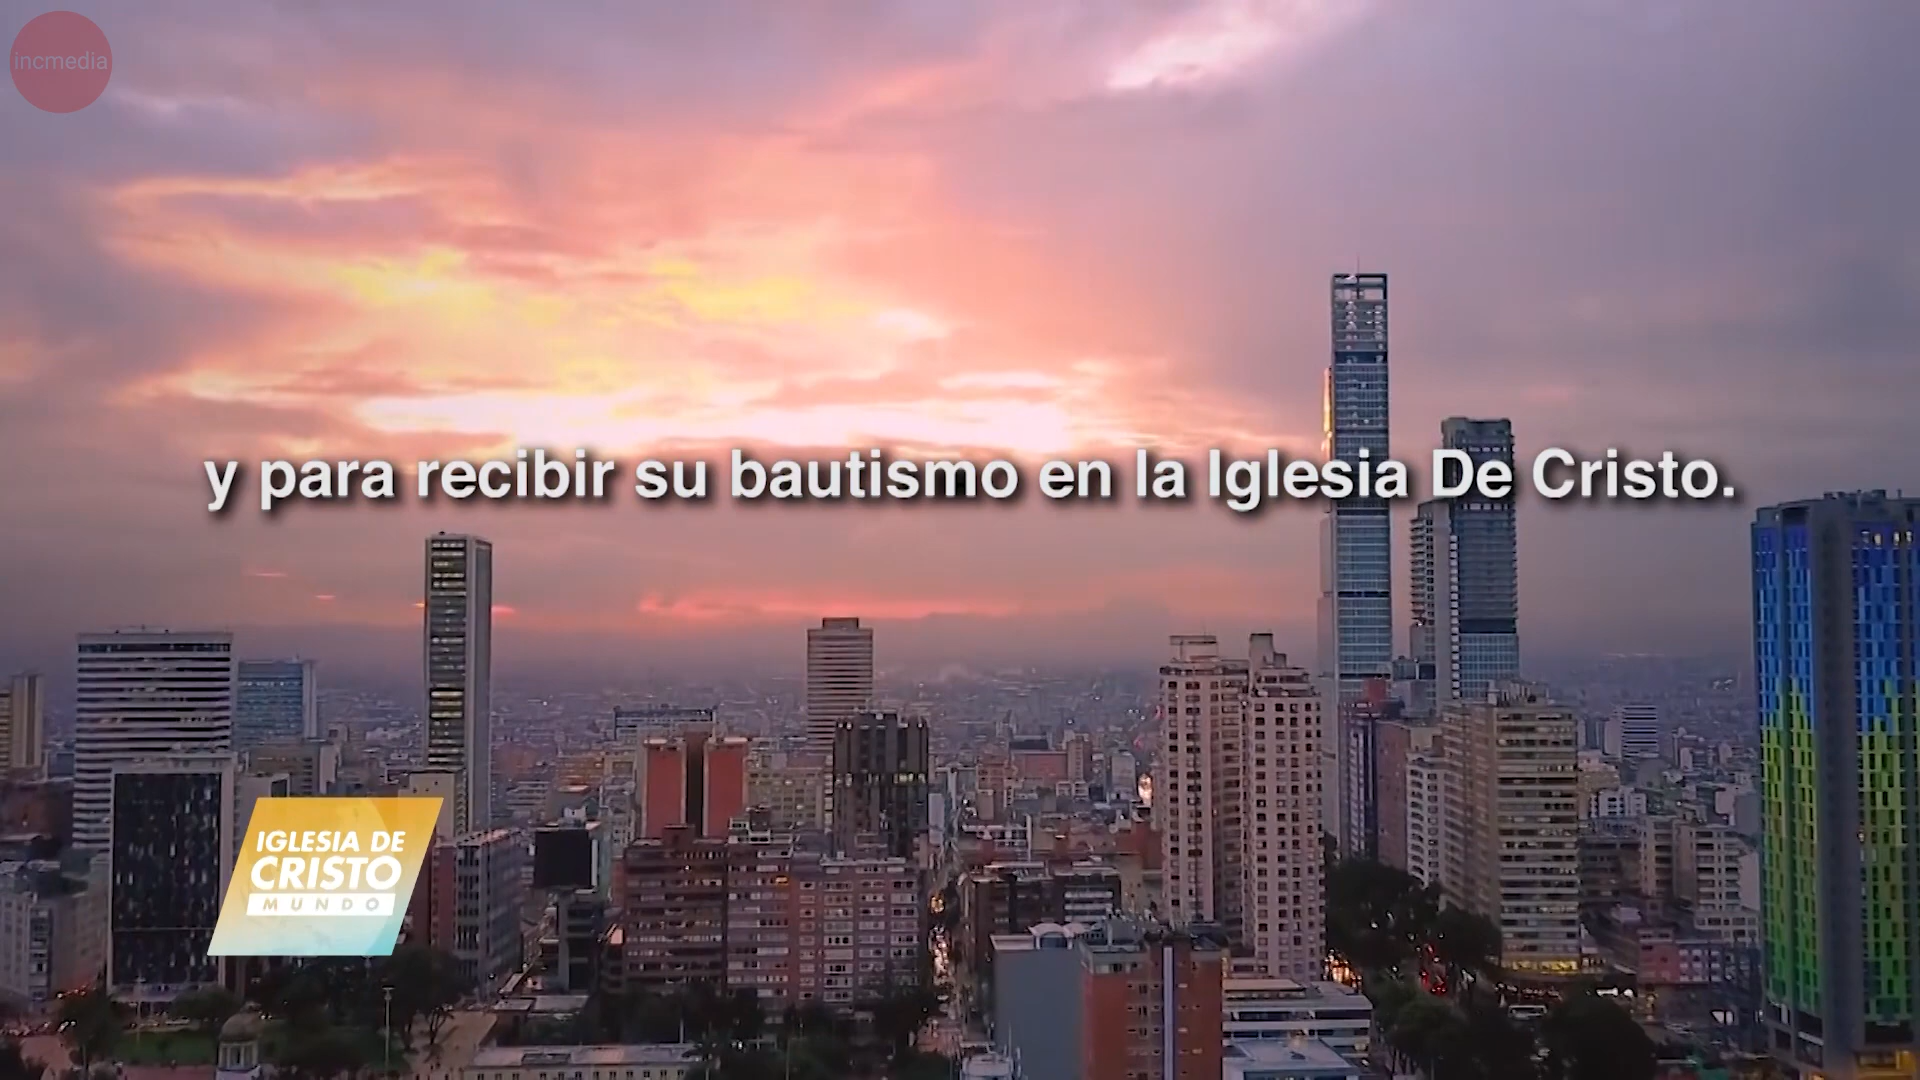 incmedia
y para recibir su bautismo en la Iglesia De Cristo.
IGLESIA DE
CRISTO
MUNDO